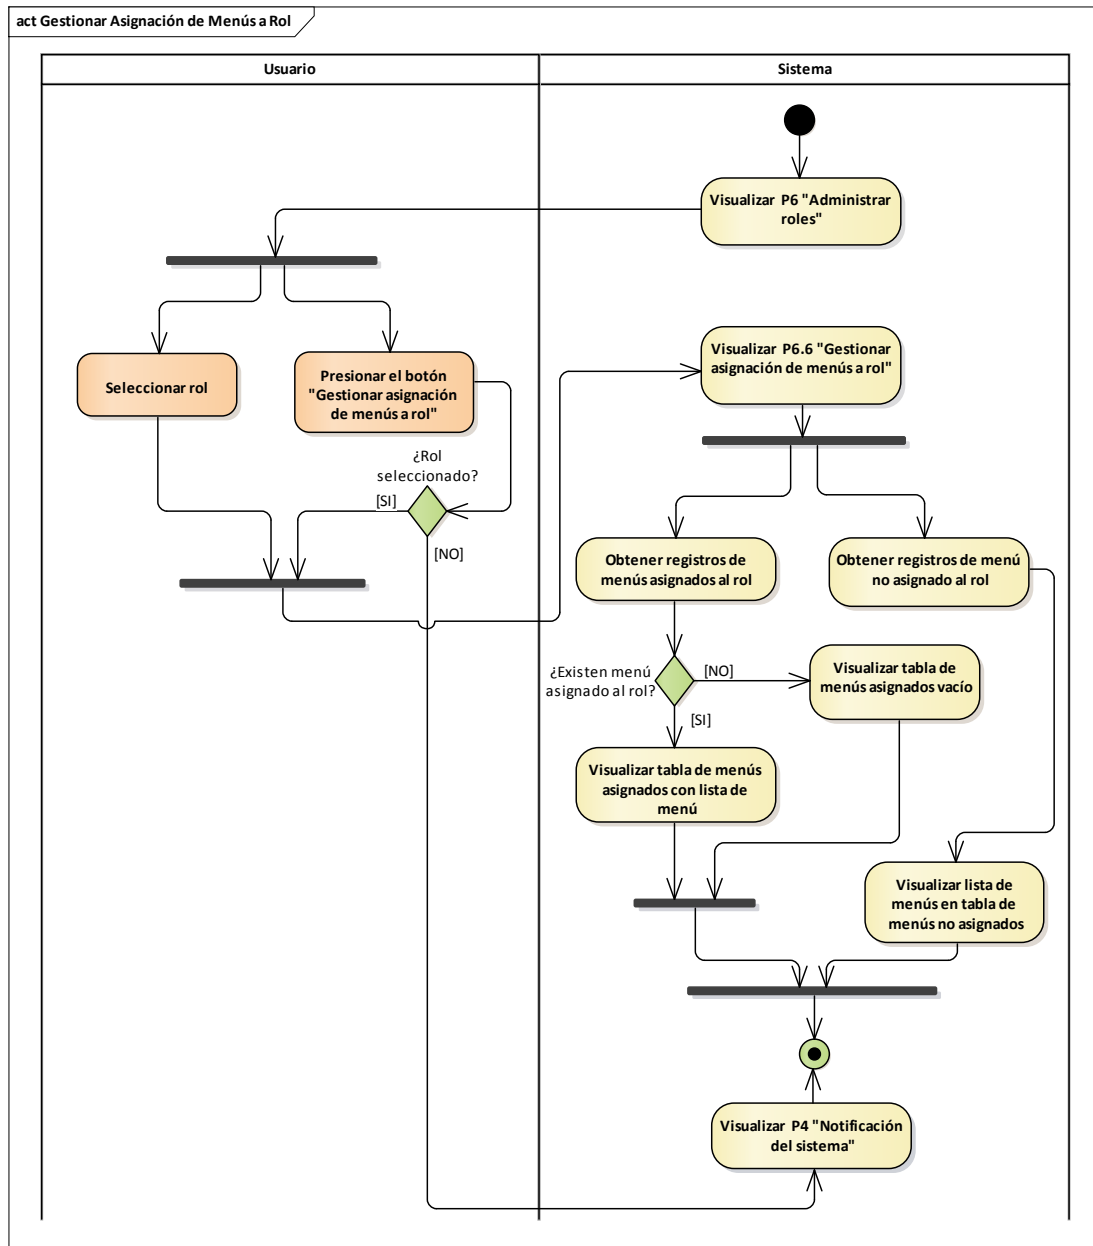 act Gestionar Asignación de Menús a Rol
Usuario
Sistema
Visualizar P6 "Administrar
roles"
Seleccionar rol
Presionar el botón
"Gestionar asignación
de menús a rol"
Visualizar P6.6 "Gestionar
asignación de menús a rol"
¿Rol
seleccionado?
[SI]
[NO]
Obtener registros de
menús asignados al rol
Obtener registros de menú
no asignado al rol
¿Existen menú
asignado al rol?
[NO]
[SI]
Visualizar tabla de
menús asignados vacío
Visualizar tabla de menús
asignados con lista de
menú
Visualizar lista de
menús en tabla de
menús no asignados
Visualizar P4 "Notificación
del sistema"